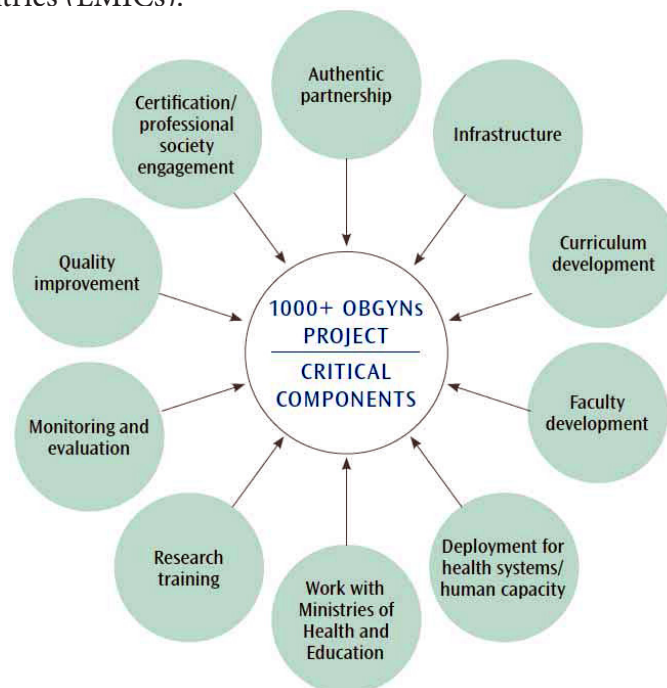 (LMICs).
Authentic
partnership
Infrastructure
Curriculum
development
Faculty
development
Deployment for
health systems/
human capacity
Work with
Ministries of
Health and
Education
Research
training
Monitoring and
evaluation
Quality
improvement
Certification/
professional
society
engagement
1000+ OBGYNs
PROJECT
CRITICAL
COMPONENTS